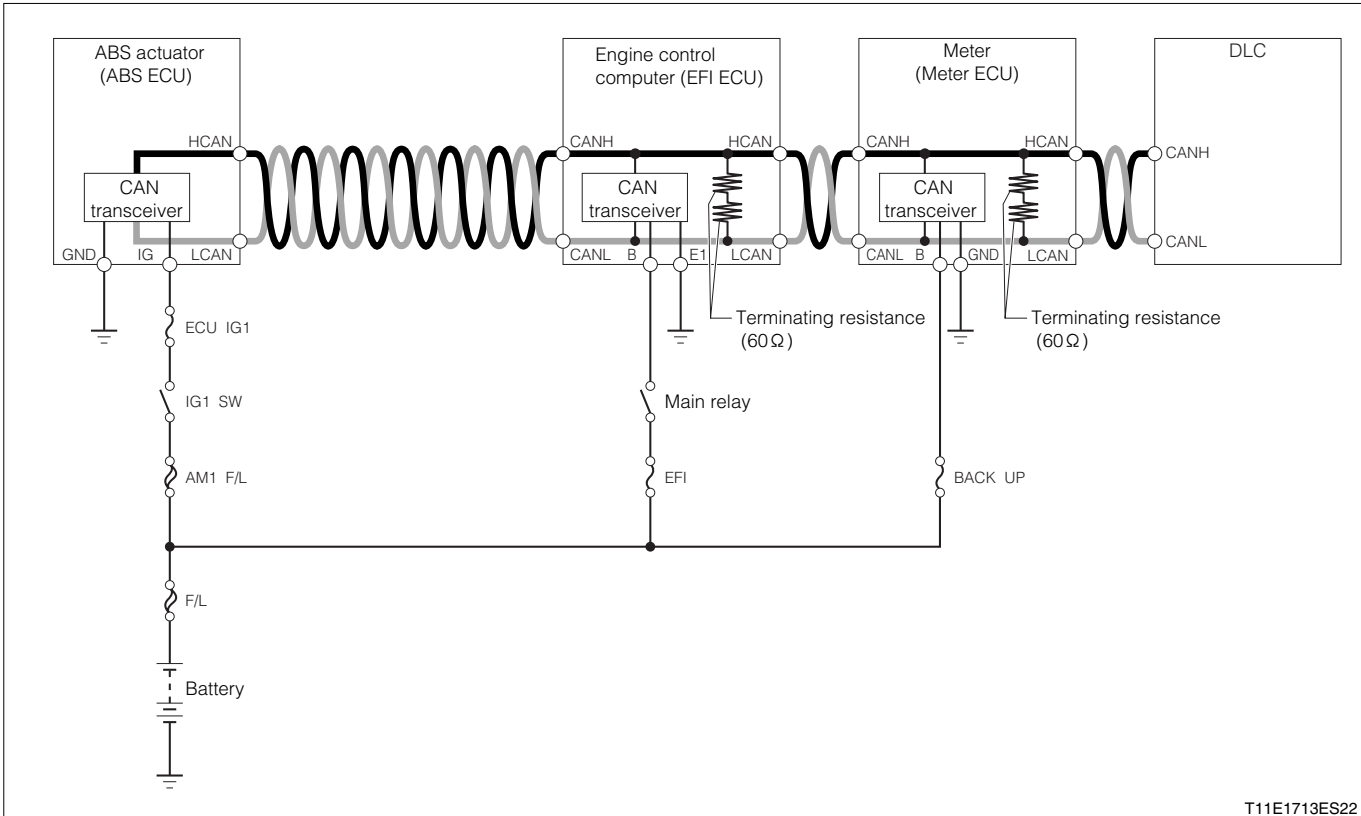 ABS actuator
(ABS ECU)
Engine control
computer (EFI ECU)
Meter
(Meter ECU)
DLC
HCAN
CANH
HCAN
CANH
HCAN
CANH
CAN
transceiver
CAN
transceiver
CAN
transceiver
CANL
GND
IG
LCAN
CANL
B
E1
LCAN
CANL
B
GND
LCAN
Terminating resistance
(60Ω)
Terminating resistance
(60Ω)
ECU IG1
IG1 SW
Main relay
AM1 F/L
EFI
BACK UP
F/L
Battery
T11E1713ES22